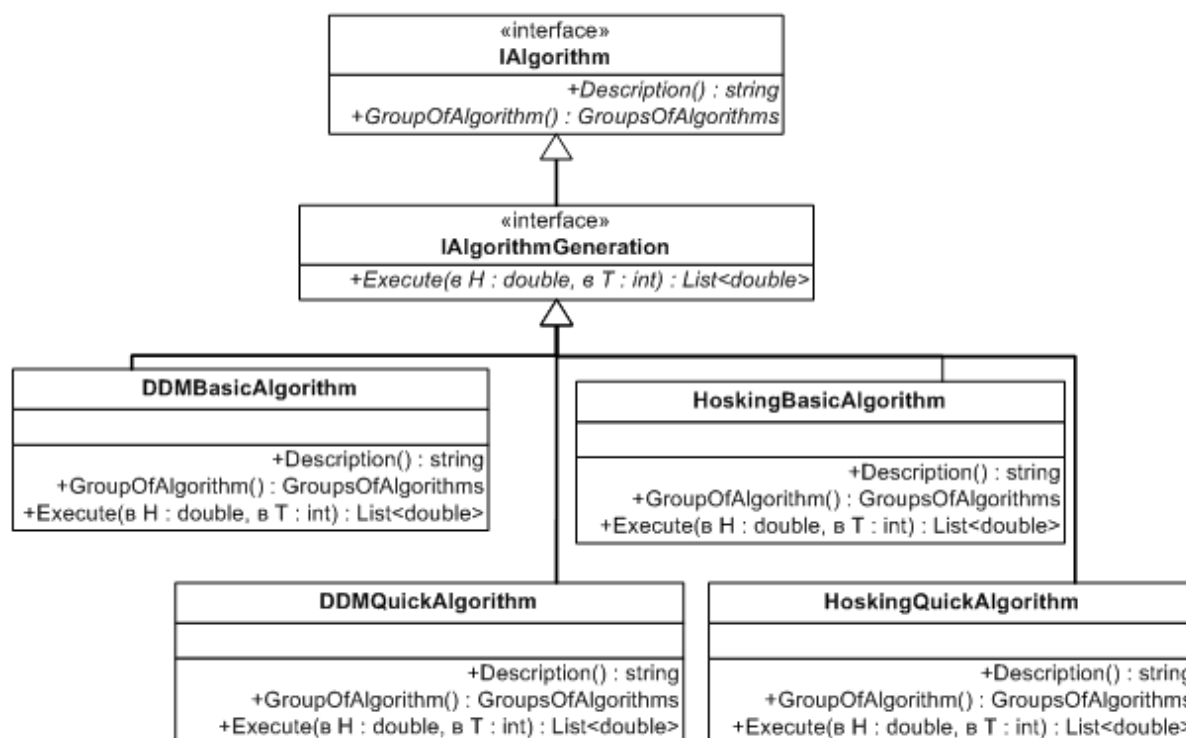 «interface»
IAlgorithm
+Description() : string
+GroupOfAlgorithm() : GroupsOfAlgorithms
«interface»
IAlgorithmGeneration
+Execute(в H : double, в T : int) : List<double>
DDMBasicAlgorithm
+Description() : string
+GroupOfAlgorithm() : GroupsOfAlgorithms
+Execute(в H : double, в T : int) : List<double>
HoskingBasicAlgorithm
+Description() : string
+GroupOfAlgorithm() : GroupsOfAlgorithms
+Execute(в H : double, в T : int) : List<double>
DDMQuickAlgorithm
+Description() : string
+GroupOfAlgorithm() : GroupsOfAlgorithms
+Execute(в H : double, в T : int) : List<double>
HoskingQuickAlgorithm
+Description() : string
+GroupOfAlgorithm() : GroupsOfAlgorithms
+Execute(в H : double, в T : int) : List<double>